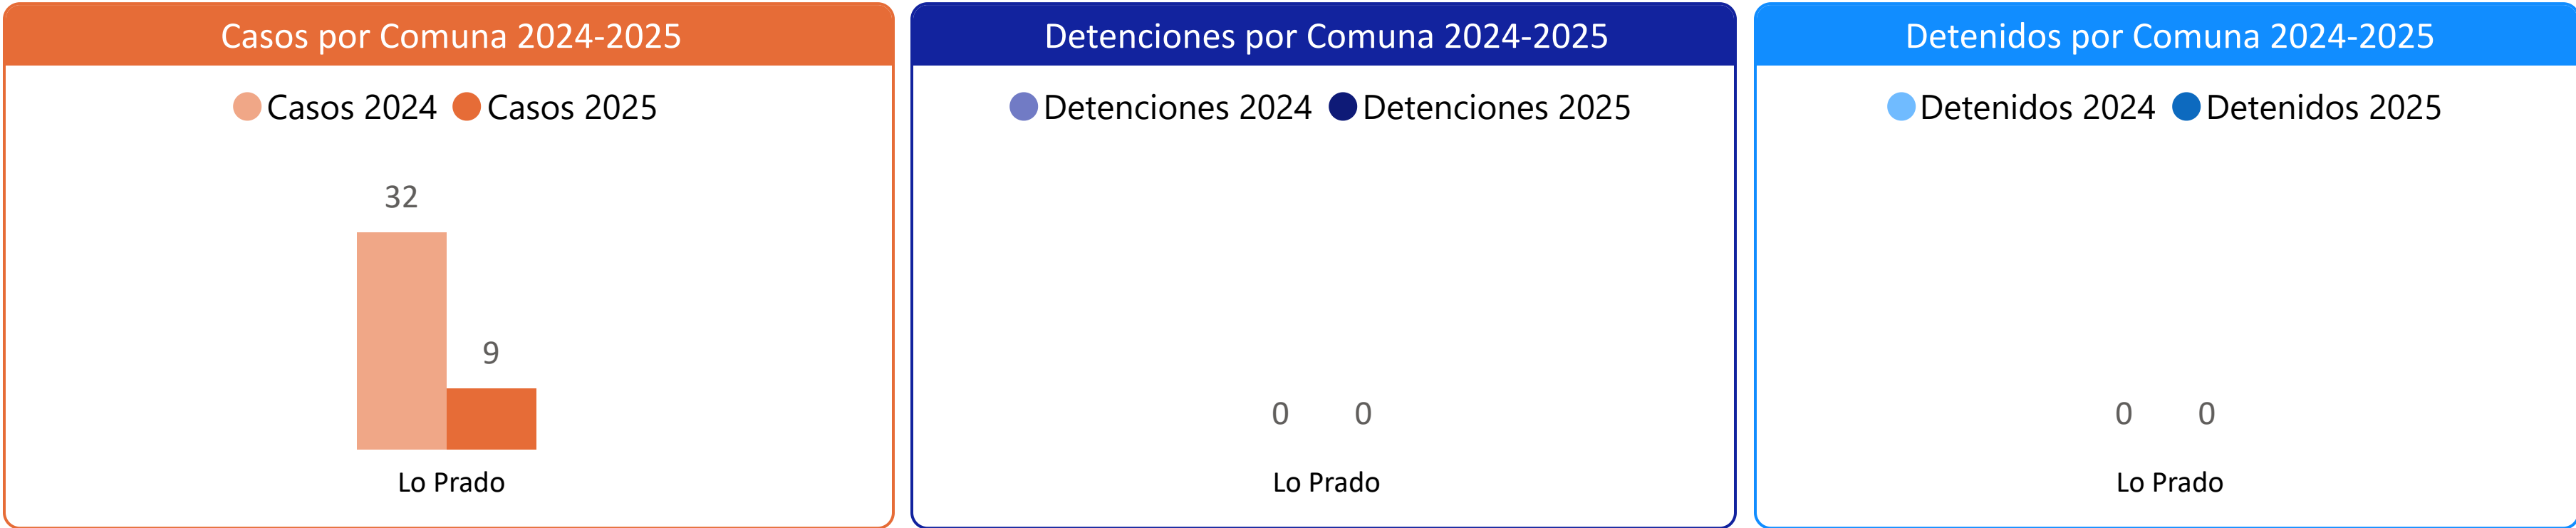 Casos por Comuna 2024-2025
Casos 2024 Casos 2025
32
9
Lo Prado
Detenciones por Comuna 2024-2025
Detenciones 2024 Detenciones 2025
0 0
Lo Prado
Detenidos por Comuna 2024-2025
Detenidos 2024 Detenidos 2025
0 0
Lo Prado